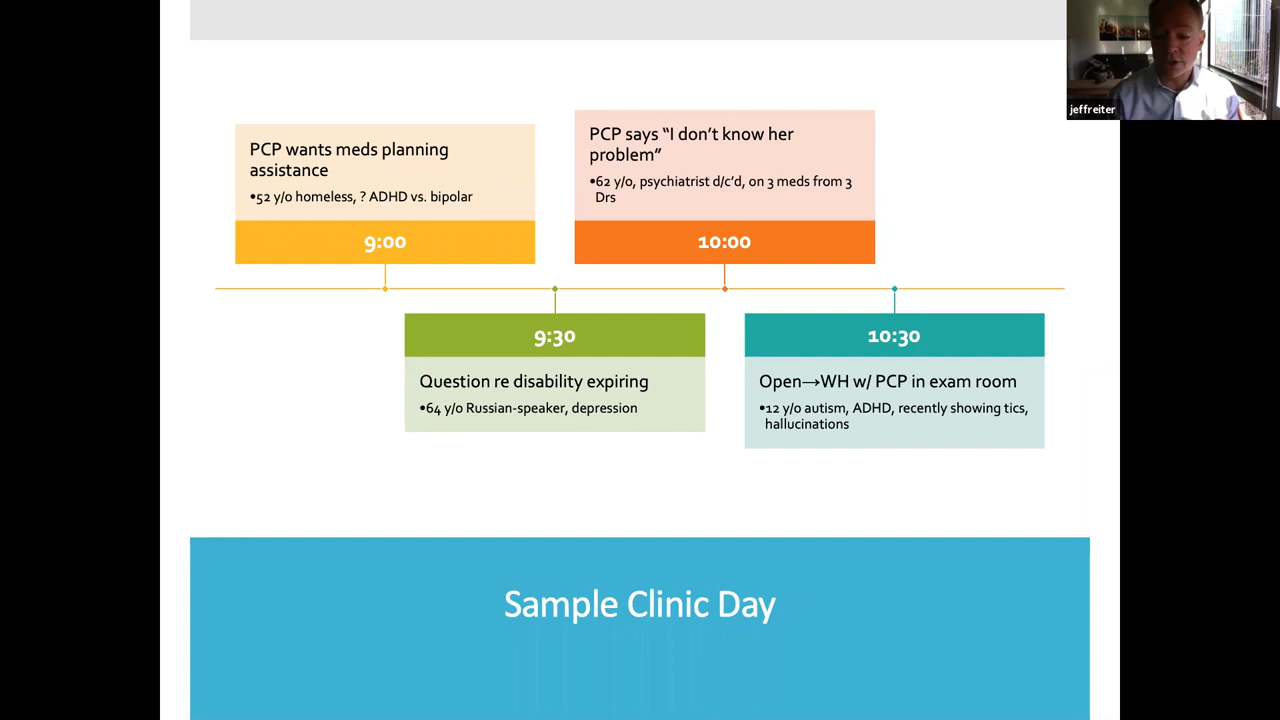 jeffreiter
PCP wants meds planning
assistance
•52 y/o homeless, ? ADHD vs. bipolar
9:00
PCP says “I don’t know her
problem”
•62 y/o, psychiatrist d/c’d, on 3 meds from 3
Drs
10:00
9:30
Question re disability expiring
•64 y/o Russian-speaker, depression
10:30
Open→WH w/ PCP in exam room
•12 y/o autism, ADHD, recently showing tics,
hallucinations
Sample Clinic Day